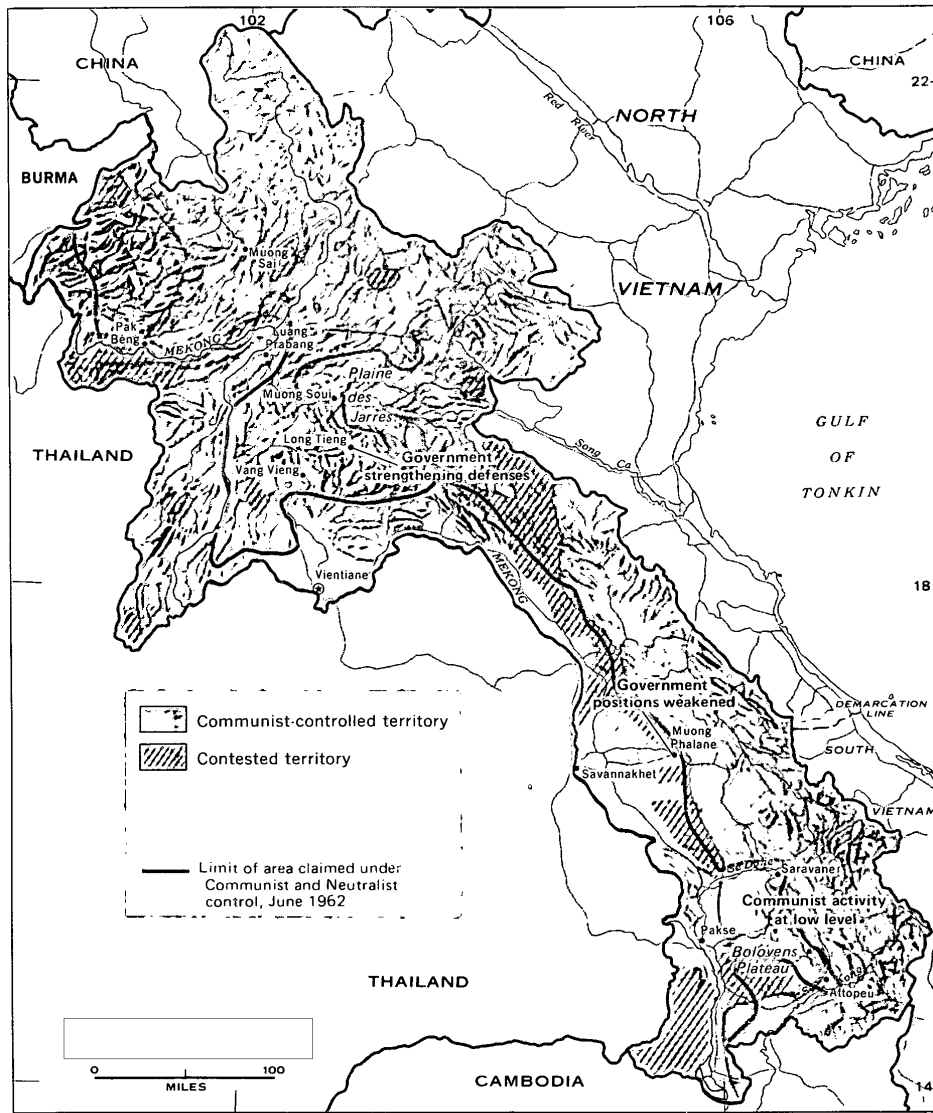 102
106
CHINA
CHINA
22
Red
River
NORTH
BURMA
Muong
Sai
VIETNAM
Pak
Beng
MEKONG
Luang
Prabang
Plaine
des
Jarres
Muong Soui
GULF
OF
TONKIN
THAILAND
Long Tieng
Song Ca
Government
strengthening defenses
Vang Vieng
MEKONG
Vientiane
18
Government
positions weakened
DEMARCATION
LINE
Muong
Phalane
SOUTH
Savannakhet
VIETNAM
Communist-controlled territory
Contested territory
Limit of area claimed under
Communist and Neutralist
control, June 1962
Se Done
Saravane
Communist activity
at low level
Pakse
Bolovens
Plateau
Kong
Attopeu
THAILAND
0 100
MILES
CAMBODIA
14